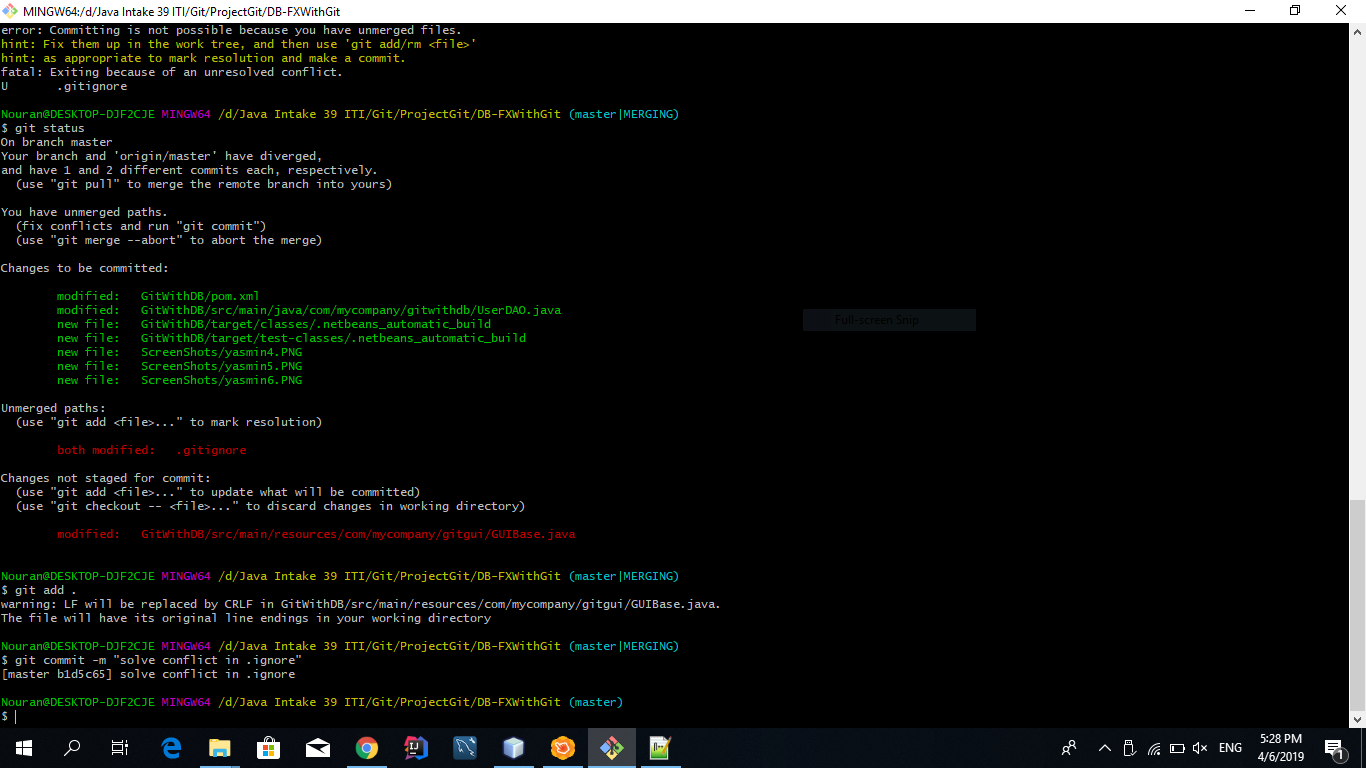 MINGW64:/d/Java Intake 39 ITI/Git/ProjectGit/DB-FXWithGit
error: Committing is not possible because you have unmerged files.
hint: Fix them up in the work tree, and then use 'git add/rm <file>'
hint: as appropriate to mark resolution and make a commit.
fatal: Exiting because of an unresolved conflict.
U       .gitignore
Nouran@DESKTOP-DJF2CJE MINGW64 /d/Java Intake 39 ITI/Git/ProjectGit/DB-FXWithGit (master|MERGING)
$ git status
On branch master
Your branch and 'origin/master' have diverged,
and have 1 and 2 different commits each, respectively.
  (use "git pull" to merge the remote branch into yours)
You have unmerged paths.
  (fix conflicts and run "git commit")
  (use "git merge --abort" to abort the merge)
Changes to be committed:
        modified:   GitWithDB/pom.xml
        modified:   GitWithDB/src/main/java/com/mycompany/gitwithdb/UserDAO.java
        new file:   GitWithDB/target/classes/.netbeans_automatic_build
        new file:   GitWithDB/target/test-classes/.netbeans_automatic_build
        new file:   ScreenShots/yasmin4.PNG
        new file:   ScreenShots/yasmin5.PNG
        new file:   ScreenShots/yasmin6.PNG
Full-screen Snip
Unmerged paths:
  (use "git add <file>..." to mark resolution)
        both modified:   .gitignore
Changes not staged for commit:
  (use "git add <file>..." to update what will be committed)
  (use "git checkout -- <file>..." to discard changes in working directory)
        modified:   GitWithDB/src/main/resources/com/mycompany/gitgui/GUIBase.java
Nouran@DESKTOP-DJF2CJE MINGW64 /d/Java Intake 39 ITI/Git/ProjectGit/DB-FXWithGit (master|MERGING)
$ git add .
warning: LF will be replaced by CRLF in GitWithDB/src/main/resources/com/mycompany/gitgui/GUIBase.java.
The file will have its original line endings in your working directory
Nouran@DESKTOP-DJF2CJE MINGW64 /d/Java Intake 39 ITI/Git/ProjectGit/DB-FXWithGit (master|MERGING)
$ git commit -m "solve conflict in .ignore"
[master b1d5c65] solve conflict in .ignore
Nouran@DESKTOP-DJF2CJE MINGW64 /d/Java Intake 39 ITI/Git/ProjectGit/DB-FXWithGit (master)
$
ENG
5:28 PM
4/6/2019
1